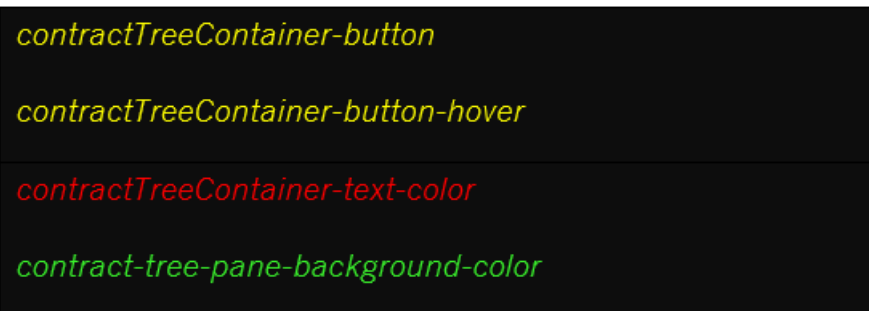 contractTreeContainer-button
contractTreeContainer-button-hover
contractTreeContainer-text-color
contract-tree-pane-background-color